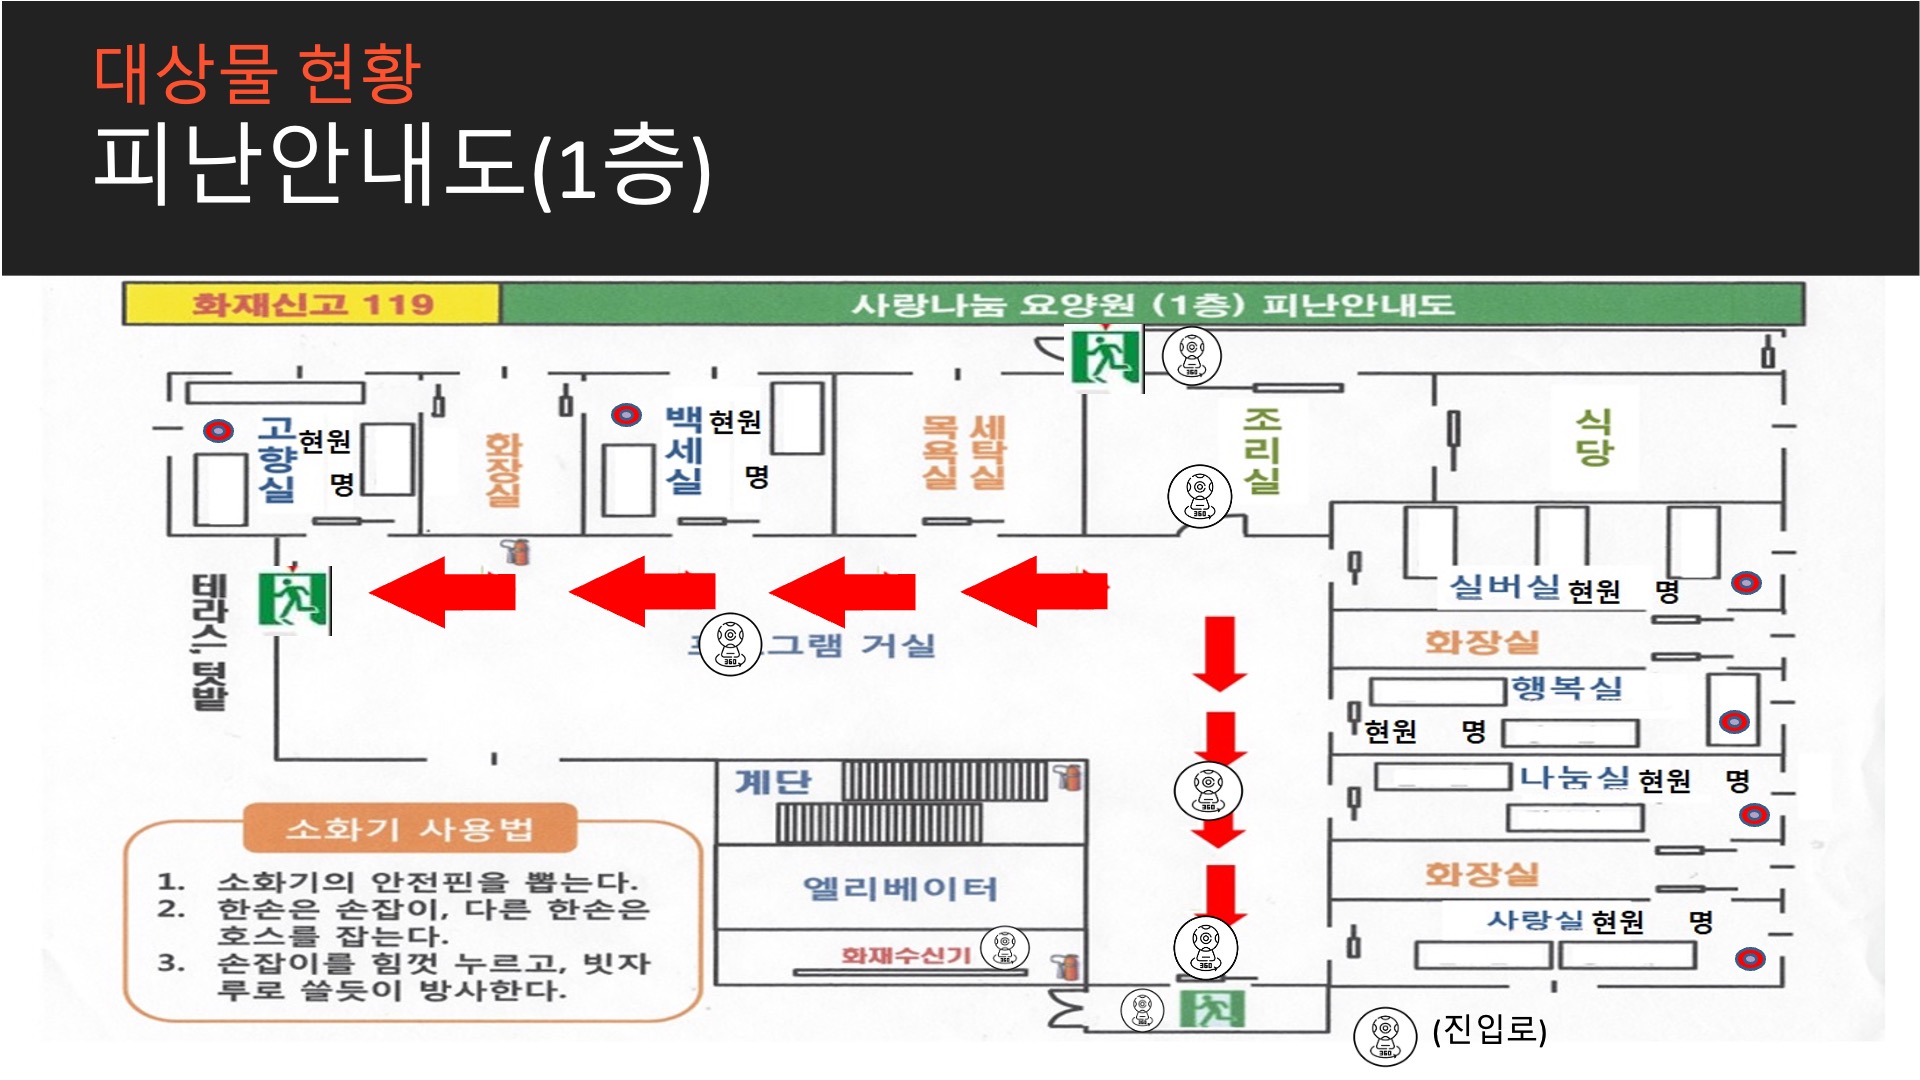 대상물 현황
피난안내도(1층)
화재신고 119
사랑나눔 요양원 (1층) 피난안내도
고향실
현원
명
화장실
백세실
현원
명
목욕실
세탁실
조리실
식당
테라스, 텃밭
그램 거실
실버실 현원 명
화장실
행복실
현원 명
나눔실 현원 명
화장실
사랑실 현원 명
계단
엘리베이터
화재수신기
소화기 사용법
1. 소화기의 안전핀을 뽑는다.
2. 한손은 손잡이, 다른 한손은
호스를 잡는다.
3. 손잡이를 힘껏 누르고, 빗자
루로 쓸듯이 방사한다.
(진입로)
360
360
360
360
360
360
360
360